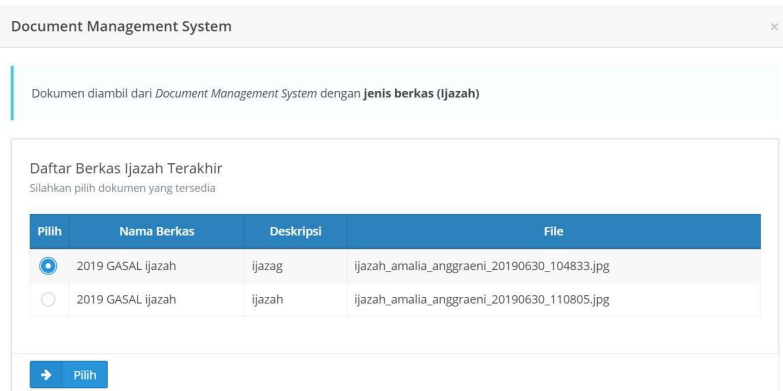 Document Management System ×
Dokumen diambil dari Document Management System dengan jenis berkas (Ijazah)
Daftar Berkas Ijazah Terakhir
Silahkan pilih dokumen yang tersedia
Pilih Nama Berkas Deskripsi File
2019 GASAL ijazah ijazag ijazah_amalia_anggraeni_20190630_104833.jpg
2019 GASAL ijazah ijazah ijazah_amalia_anggraeni_20190630_110805.jpg
→ Pilih